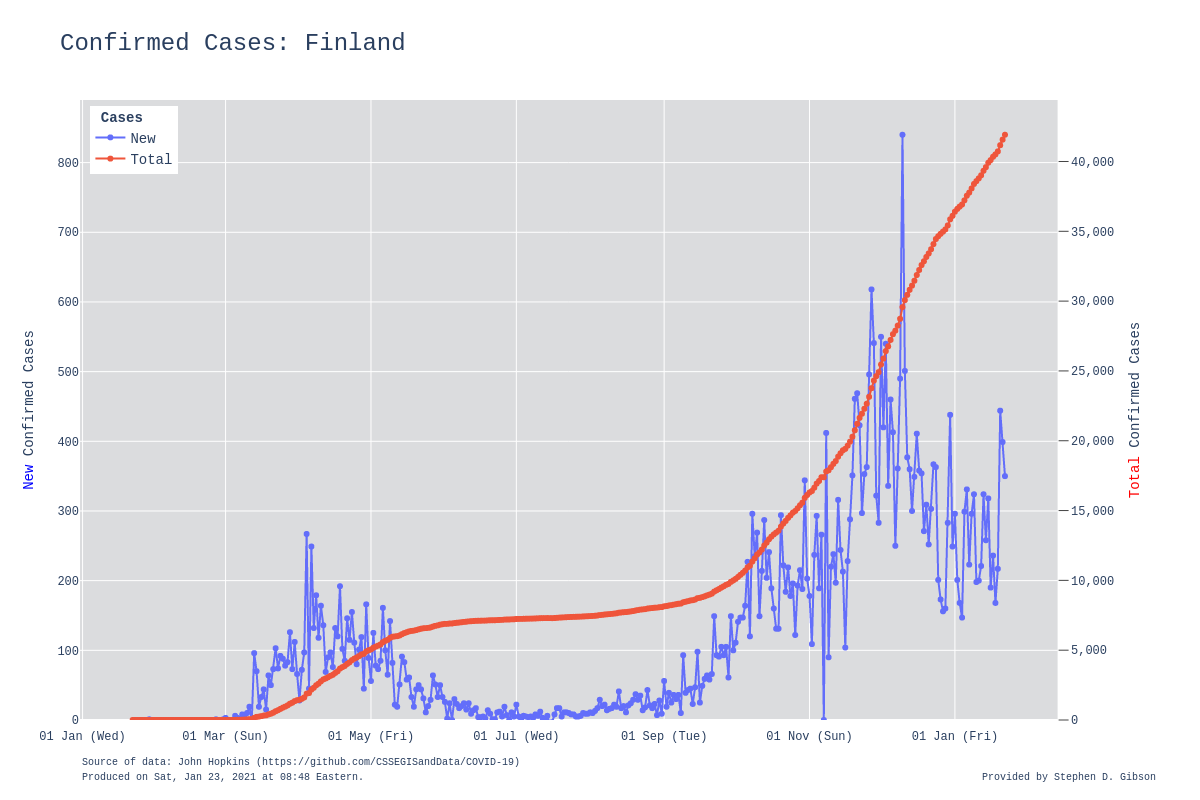 Confirmed Cases: Finland
Cases
New
Total
800
700
600
500
400
300
200
100
0
New Confirmed Cases
40,000
35,000
30,000
25,000
20,000
15,000
10,000
5,000
0
Total Confirmed Cases
01 Jan (Wed) 01 Mar (Sun) 01 May (Fri) 01 Jul (Wed) 01 Sep (Tue) 01 Nov (Sun) 01 Jan (Fri)
Source of data: John Hopkins (https://github.com/CSSEGISandData/COVID-19)
Produced on Sat, Jan 23, 2021 at 08:48 Eastern.
Provided by Stephen D. Gibson